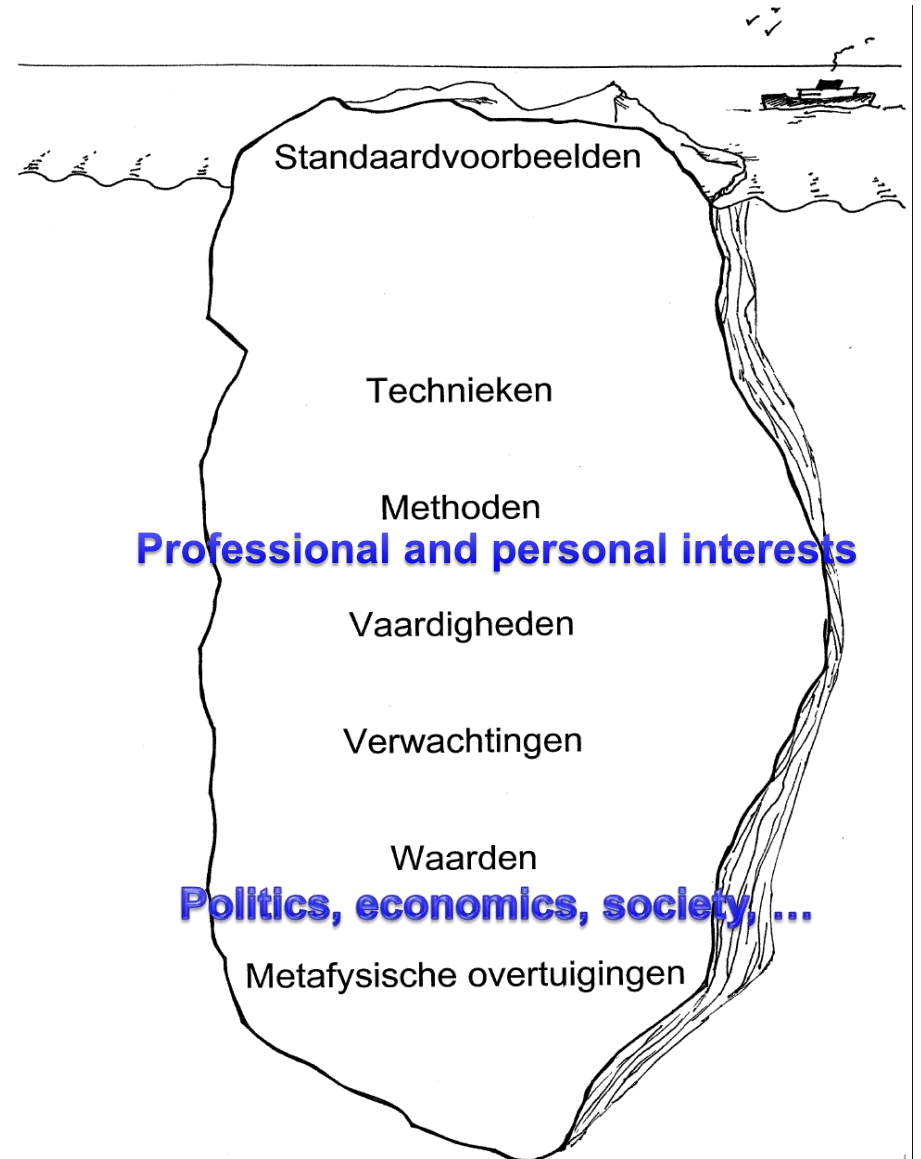 Standaardvoorbeelden
Technieken
Methoden
Professional and personal interests
Vaardigheden
Verwachtingen
Waarden
Politics, economics, society, ...
Metafysische overtuigingen